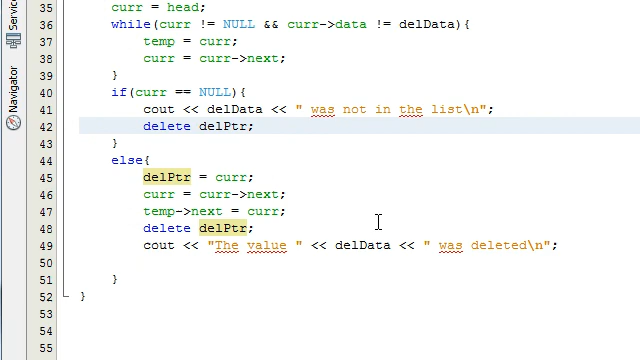 Servic
Navigator
35 curr = head;
36 while(curr != NULL && curr->data != delData){
37 temp = curr;
38 curr = curr->next;
39 }
40 if(curr == NULL){
41 cout << delData << " was not in the list\n";
42 delete delPtr;
43 }
44 else{
45 delPtr = curr;
46 curr = curr->next;
47 temp->next = curr;
48 delete delPtr;
49 cout << "The value " << delData << " was deleted\n";
50
51 }
52 }
53
54
55